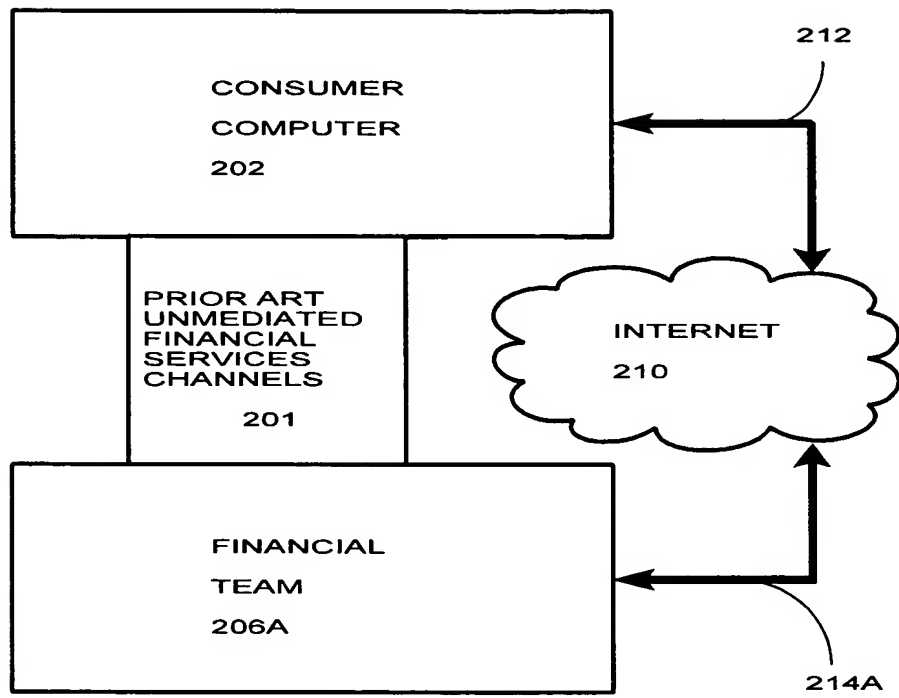 212
CONSUMER
COMPUTER
202
PRIOR ART
UNMEDIATED
FINANCIAL
SERVICES
CHANNELS
201
INTERNET
210
FINANCIAL
TEAM
206A
214A